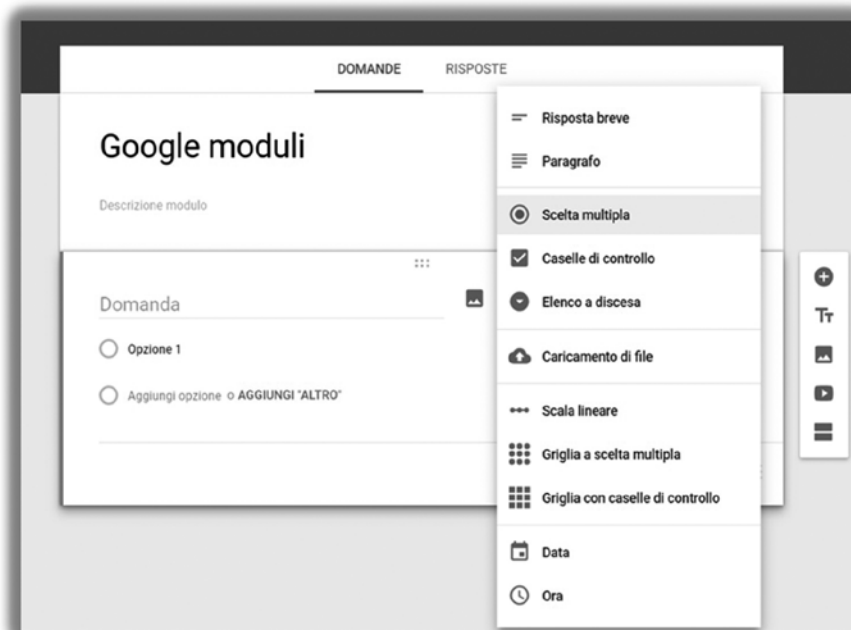 DOMANDE
RISPOSTE
Google moduli
Descrizione modulo
Domanda
Opzione 1
Aggiungi opzione o AGGIUNGI "ALTRO"
Risposta breve
Paragrafo
Scelta multipla
Caselle di controllo
Elenco a discesa
Caricamento di file
Scala lineare
Griglia a scelta multipla
Griglia con caselle di controllo
Data
Ora
Tт